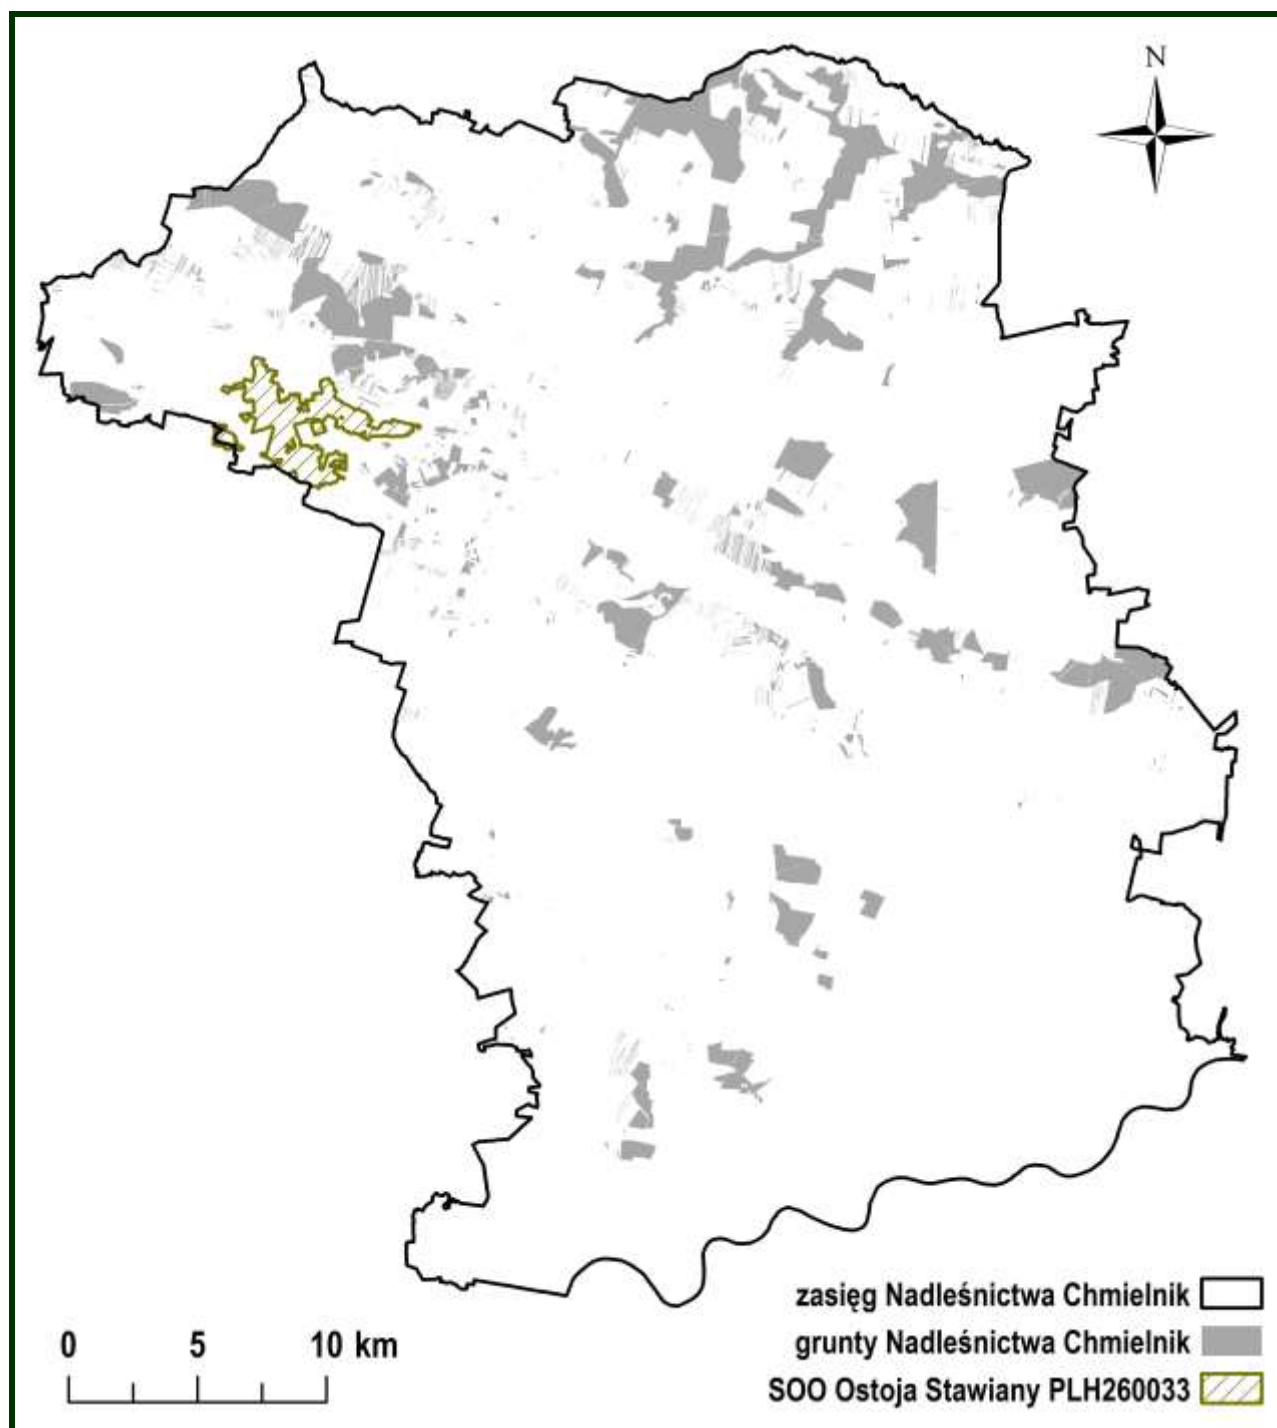 N
zasięg Nadleśnictwa Chmielnik
grunty Nadleśnictwa Chmielnik
SOO Ostoja Stawiany PLH260033
0 5 10 km